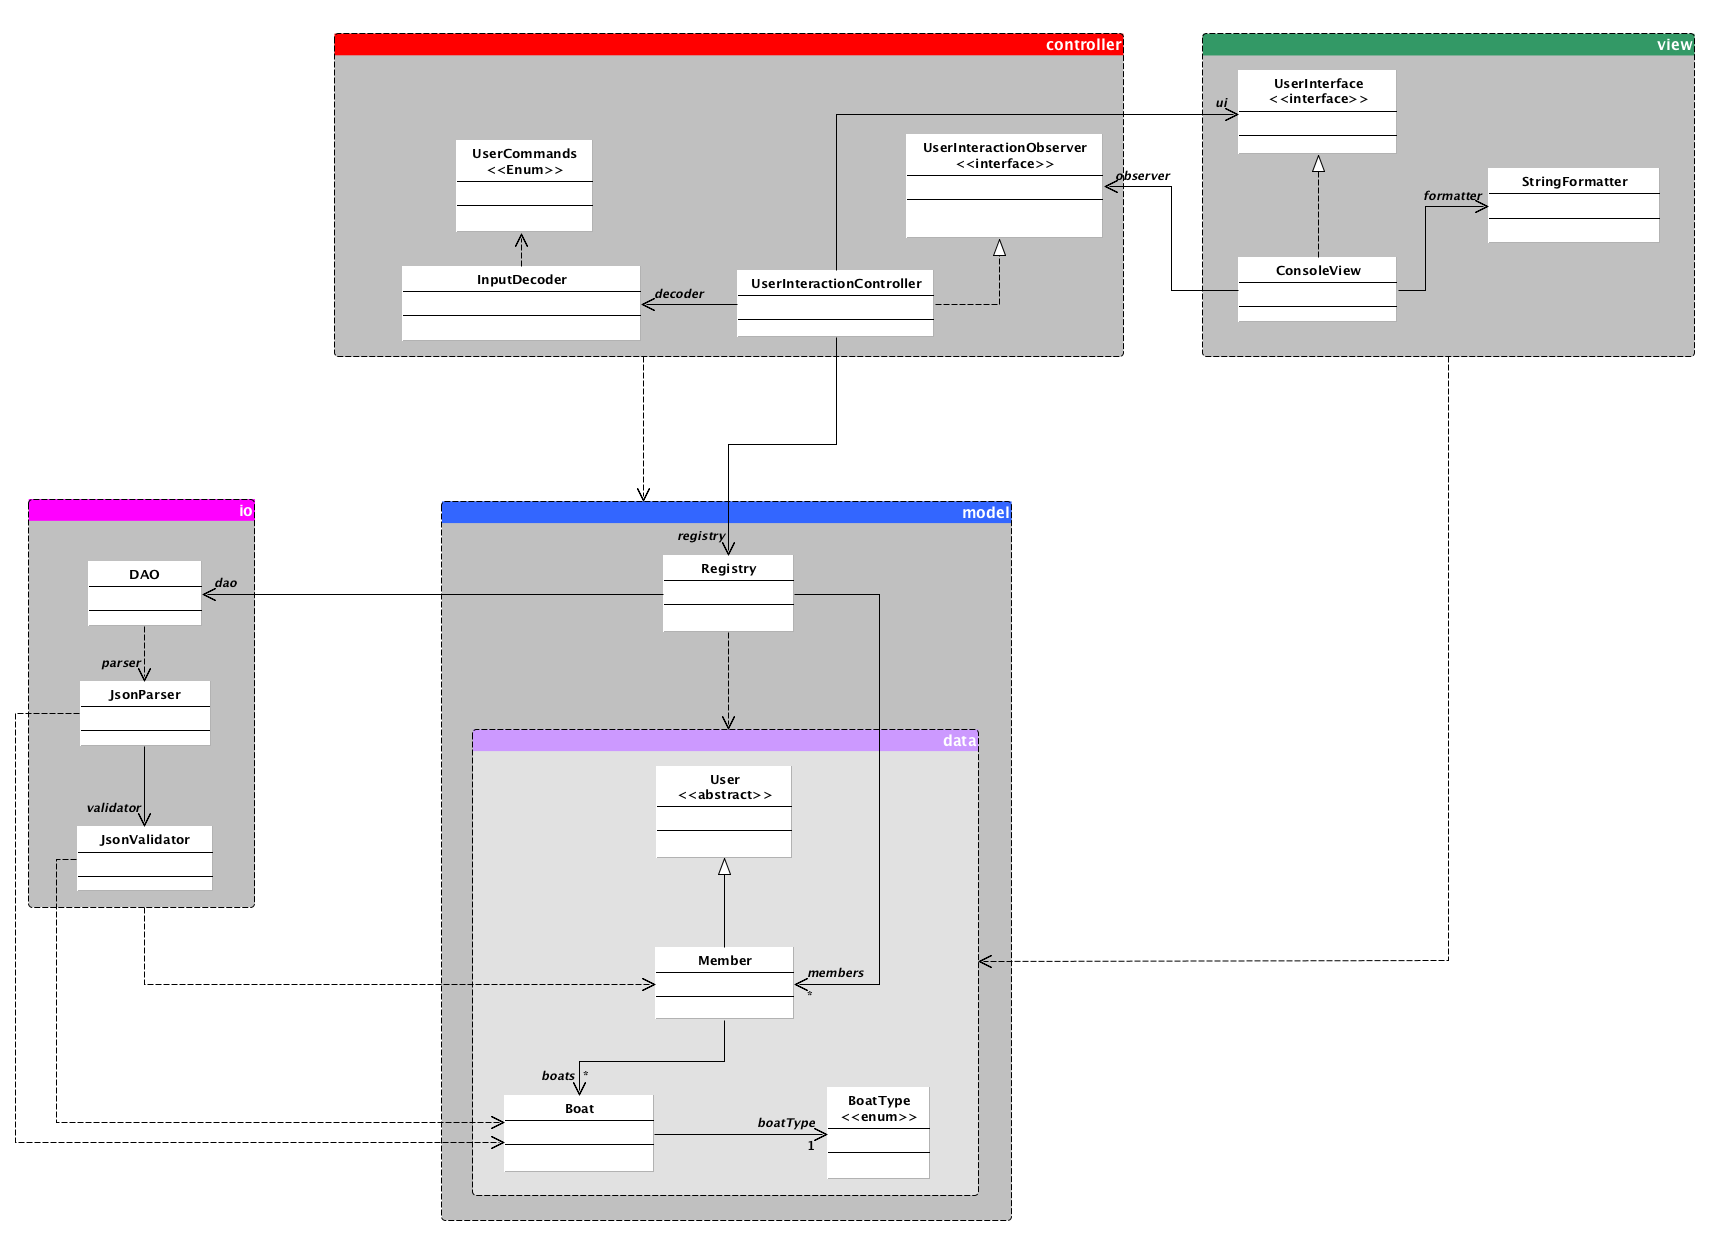 controller
view
UserInterface
<<interface>>
ui
UserInteractionObserver
<<interface>>
UserCommands
<<Enum>>
observer
StringFormatter
formatter
ConsoleView
InputDecoder
decoder
UserInteractionController
io
model
registry
Registry
DAO
dao
parser
JsonParser
data
User
<<abstract>>
validator
JsonValidator
Member
members
*
boats *
Boat
boatType
1
BoatType
<<enum>>